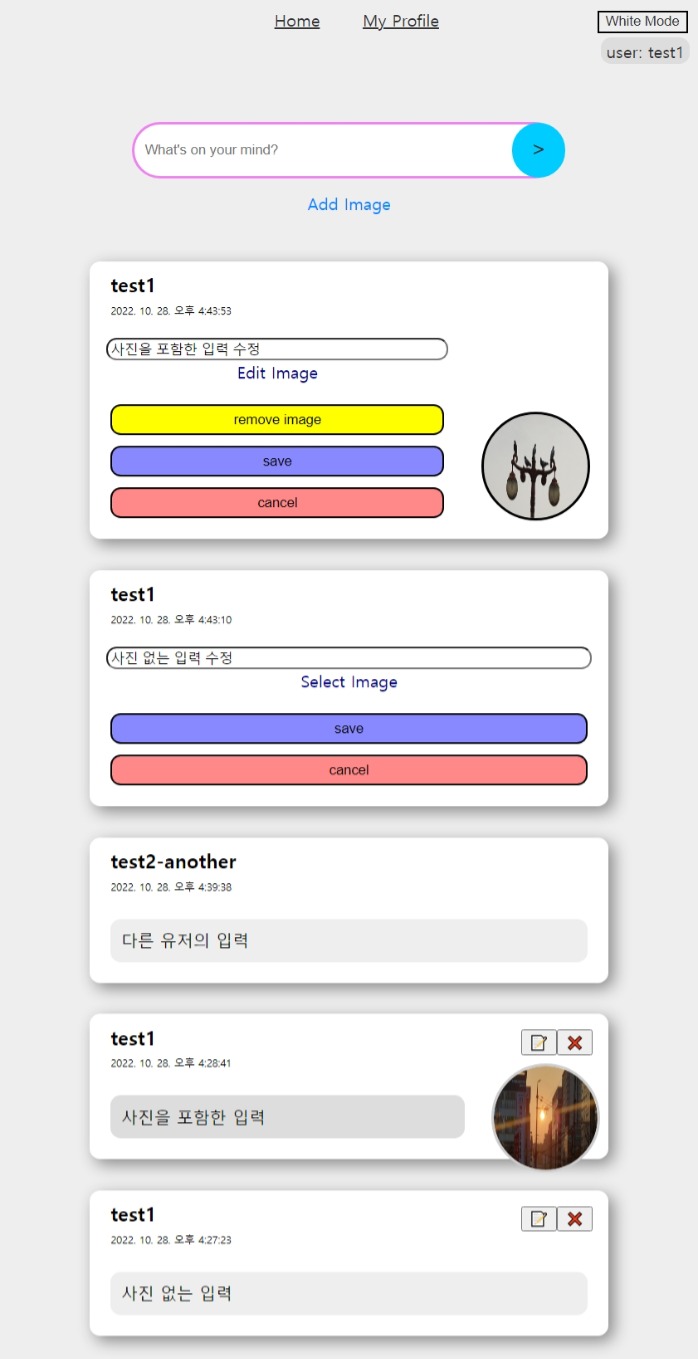 Home My Profile White Mode
user: test1
What's on your mind? >
Add Image
test1
2022. 10. 28. 오후 4:43:53
사진을 포함한 입력 수정
Edit Image
remove image
save
cancel
test1
2022. 10. 28. 오후 4:43:10
사진 없는 입력 수정
Select Image
save
cancel
test2-another
2022. 10. 28. 오후 4:39:38
다른 유저의 입력
test1
2022. 10. 28. 오후 4:28:41
사진을 포함한 입력
test1
2022. 10. 28. 오후 4:27:23
사진 없는 입력